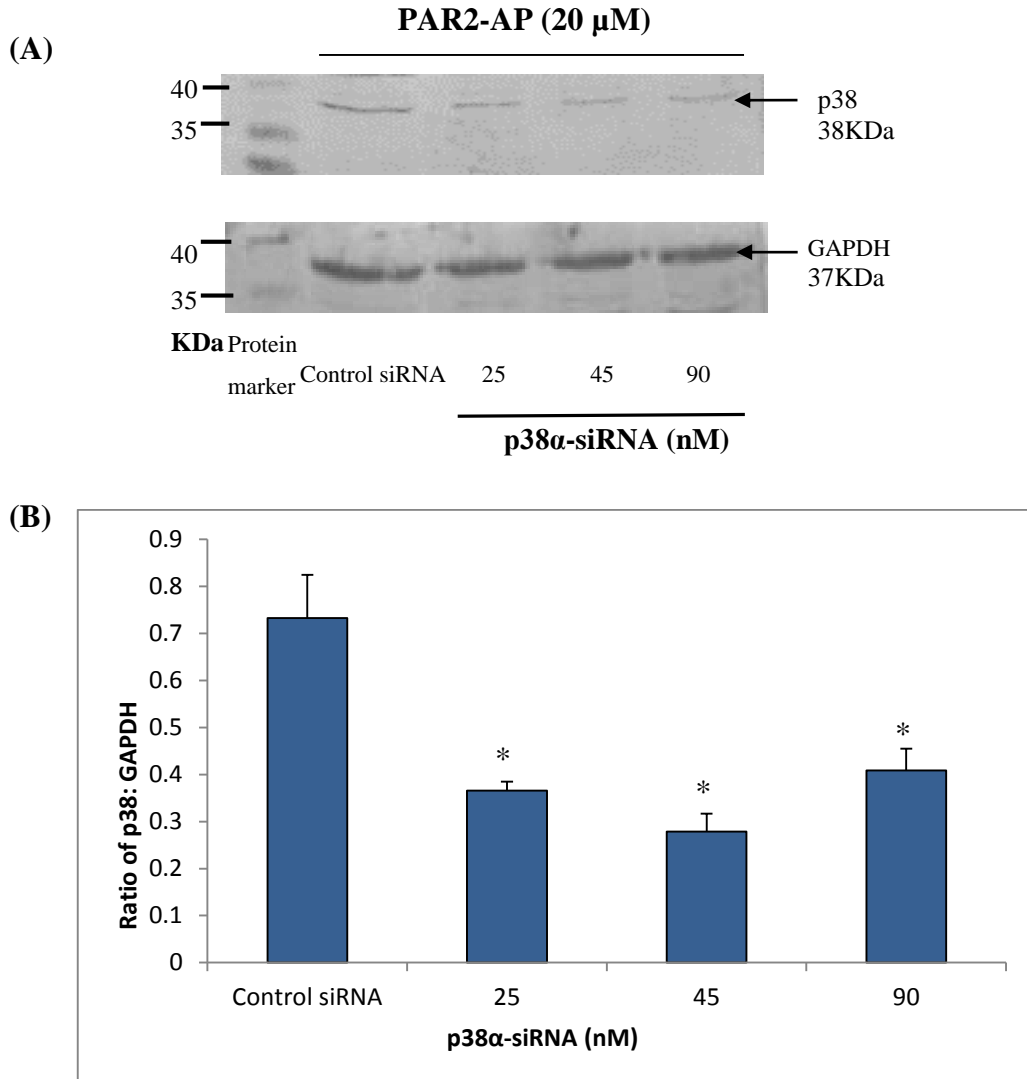 PAR2-AP (20 µM)
(A)
40
35
p38
38KDa
40
35
GAPDH
37KDa
KDa Protein
marker Control siRNA 25 45 90
p38α-siRNA (nM)
(B)
0.9
0.8
0.7
0.6
0.5
0.4
0.3
0.2
0.1
0
Ratio of p38: GAPDH
* * *
Control siRNA 25 45 90
p38α-siRNA (nM)